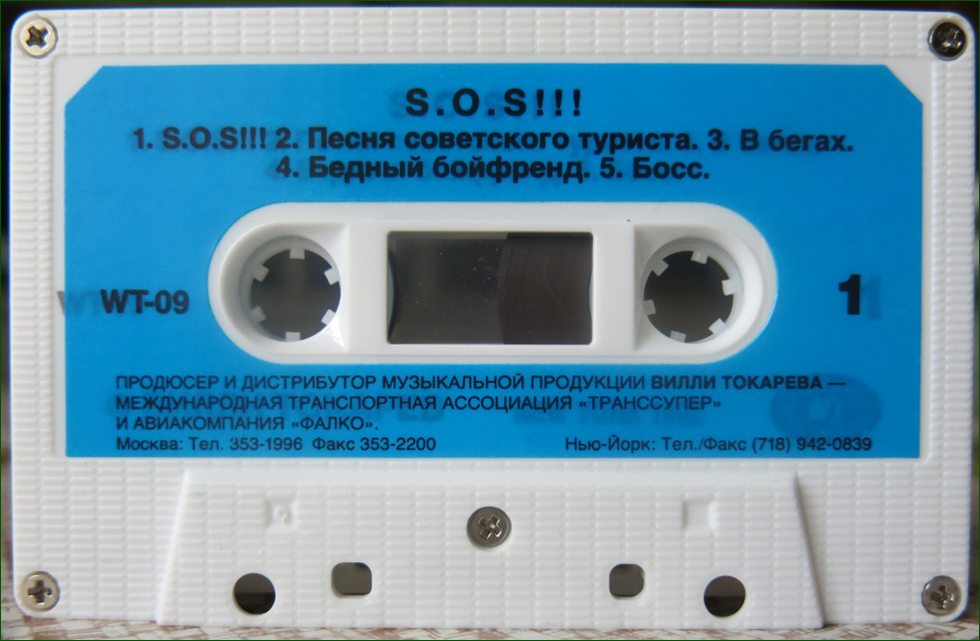 S.O.S!!!
1. S.O.S!!! 2. Песня советского туриста. 3. В бегах.
4. Бедный бойфренд. 5. Босс.
WT-09
1
ПРОДЮСЕР И ДИСТРИБУТОР МУЗЫКАЛЬНОЙ ПРОДУКЦИИ ВИЛЛИ ТОКАРЕВА —
МЕЖДУНАРОДНАЯ ТРАНСПОРТНАЯ АССОЦИАЦИЯ «ТРАНССУПЕР»
И АВИАКОМПАНИЯ «ФАЛКО».
Москва: Тел. 353-1996 Факс 353-2200
Нью-Йорк: Тел./Факс (718) 942-0839